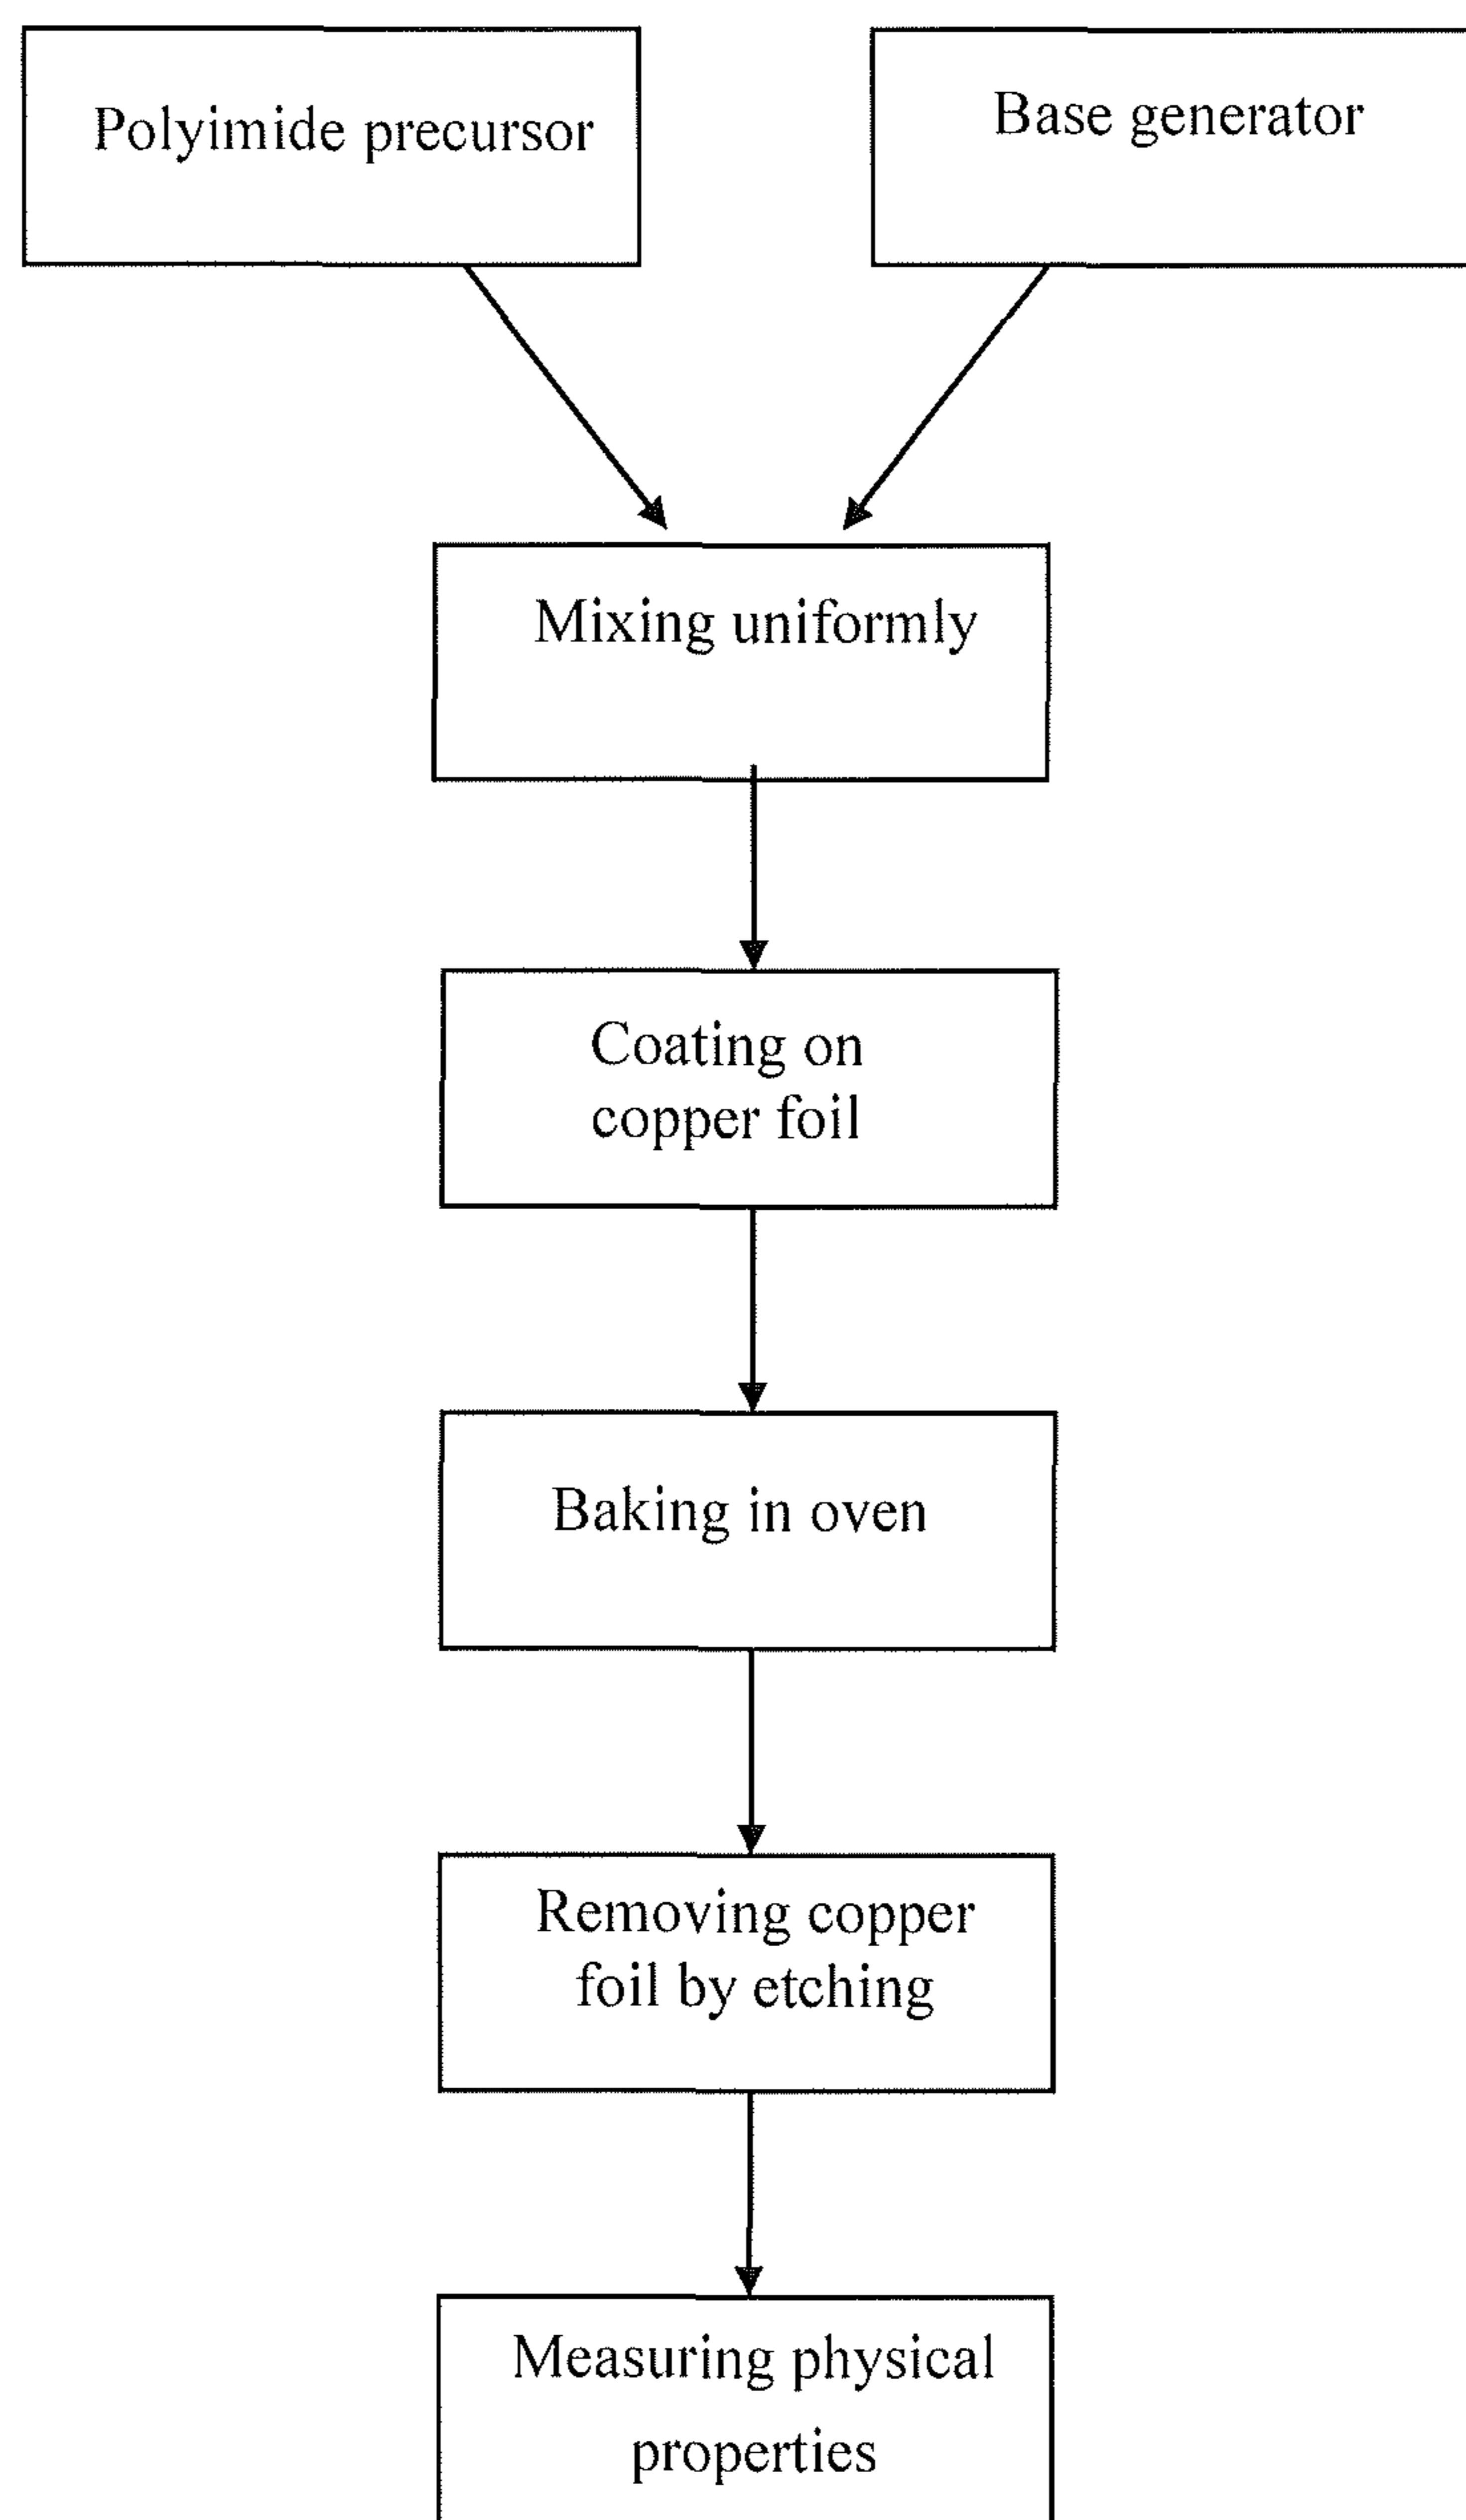 Polyimide precursor
Base generator
Mixing uniformly
Coating on
copper foil
Baking in oven
Removing copper
foil by etching
Measuring physical
properties